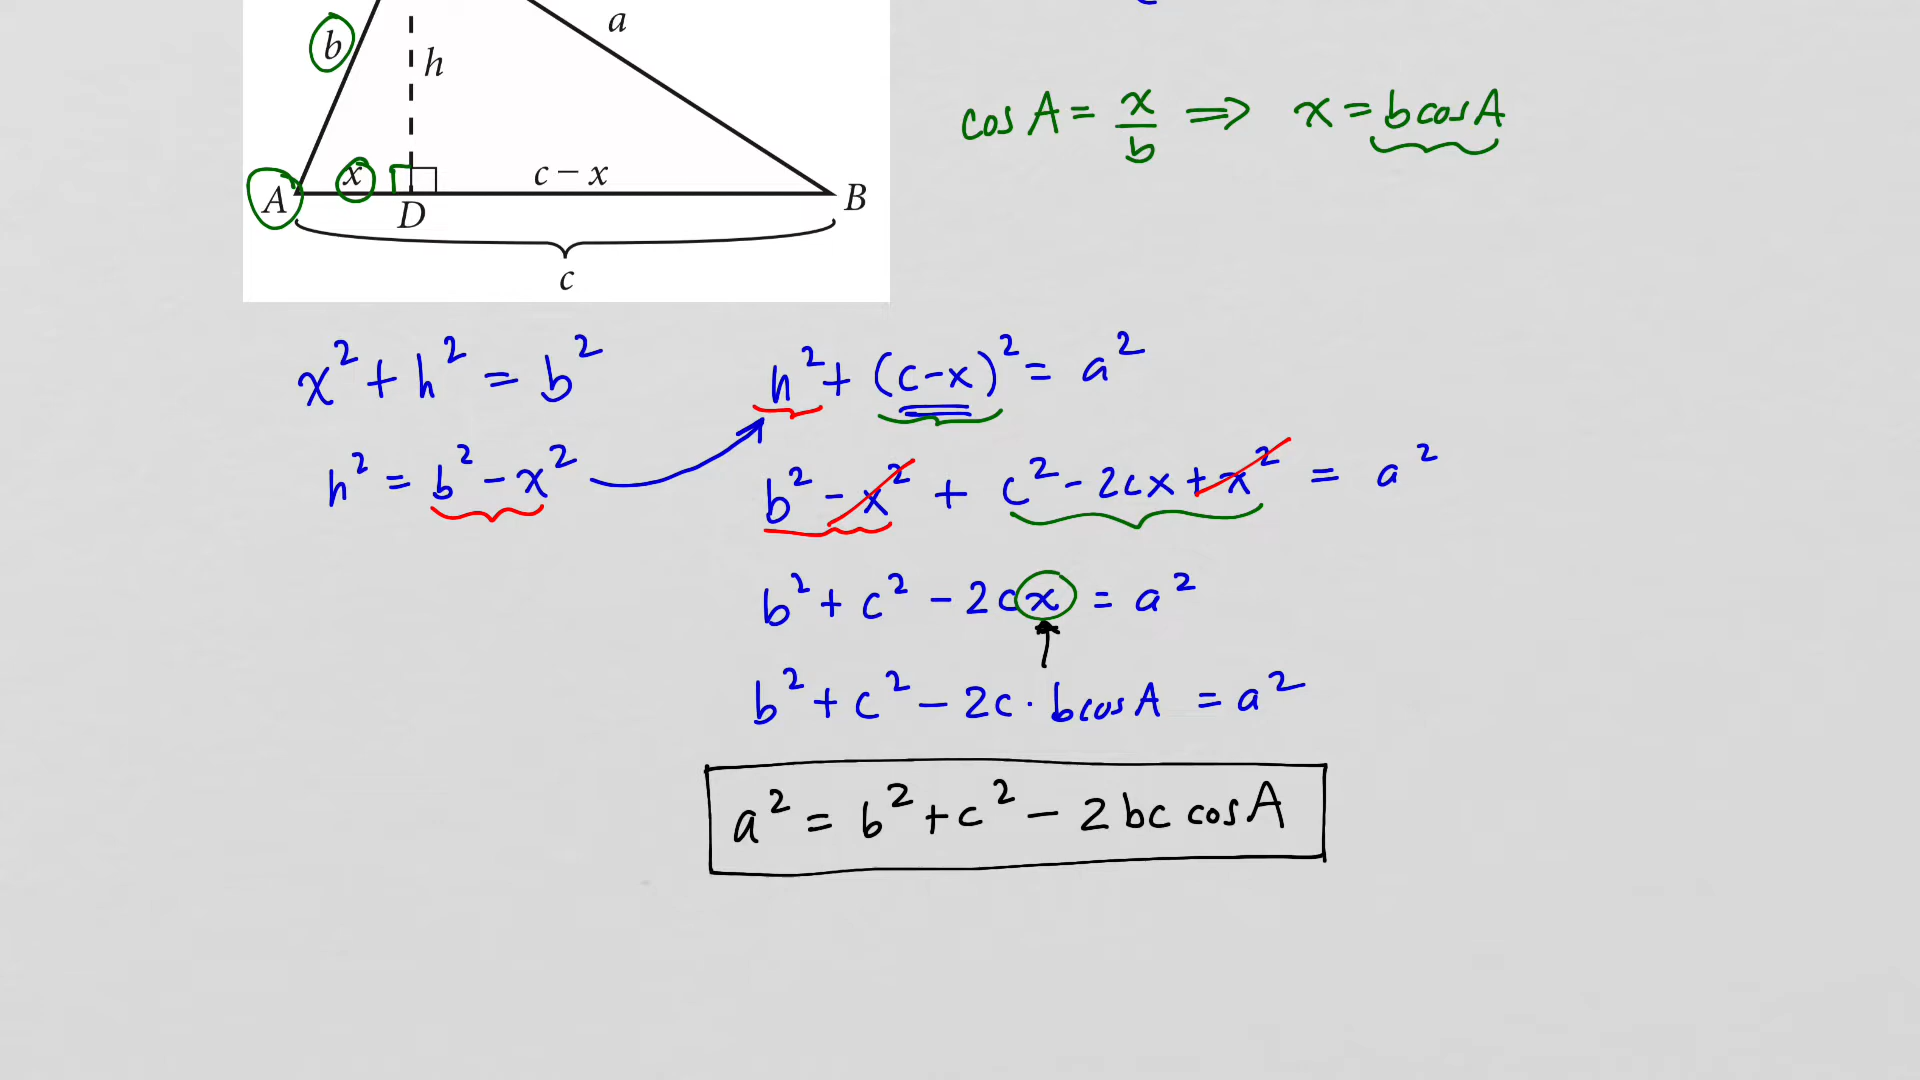 a
b
h
cos A = x/b ⇒ x = b cos A
x
c − x
A
D
B
c
x² + h² = b²
h² + (c-x)² = a²
h² = b² - x²
b² - x² + c² - 2cx + x² = a²
b² + c² - 2cx = a²
b² + c² - 2c · b cos A = a²
a² = b² + c² - 2bc cos A